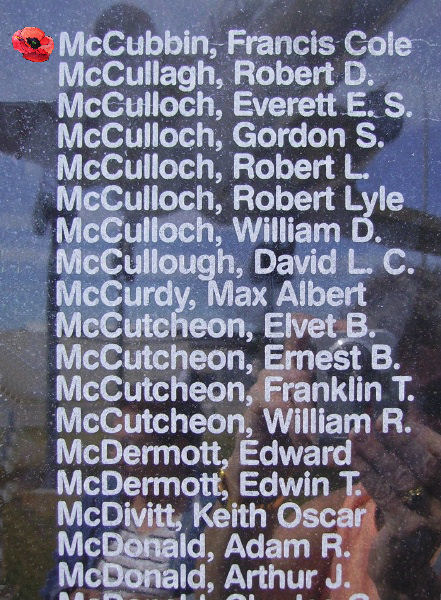 McCubbin, Francis Cole
McCullagh, Robert D.
McCulloch, Everett E. S.
McCulloch, Gordon S.
McCulloch, Robert L.
McCulloch, Robert Lyle
McCulloch, William D.
McCullough, David L. C.
McCurdy, Max Albert
McCutcheon, Elvet B.
McCutcheon, Ernest B.
McCutcheon, Franklin T.
McCutcheon, William R.
McDermott, Edward
McDermott, Edwin T.
McDivitt, Keith Oscar
McDonald, Adam R.
McDonald, Arthur J.